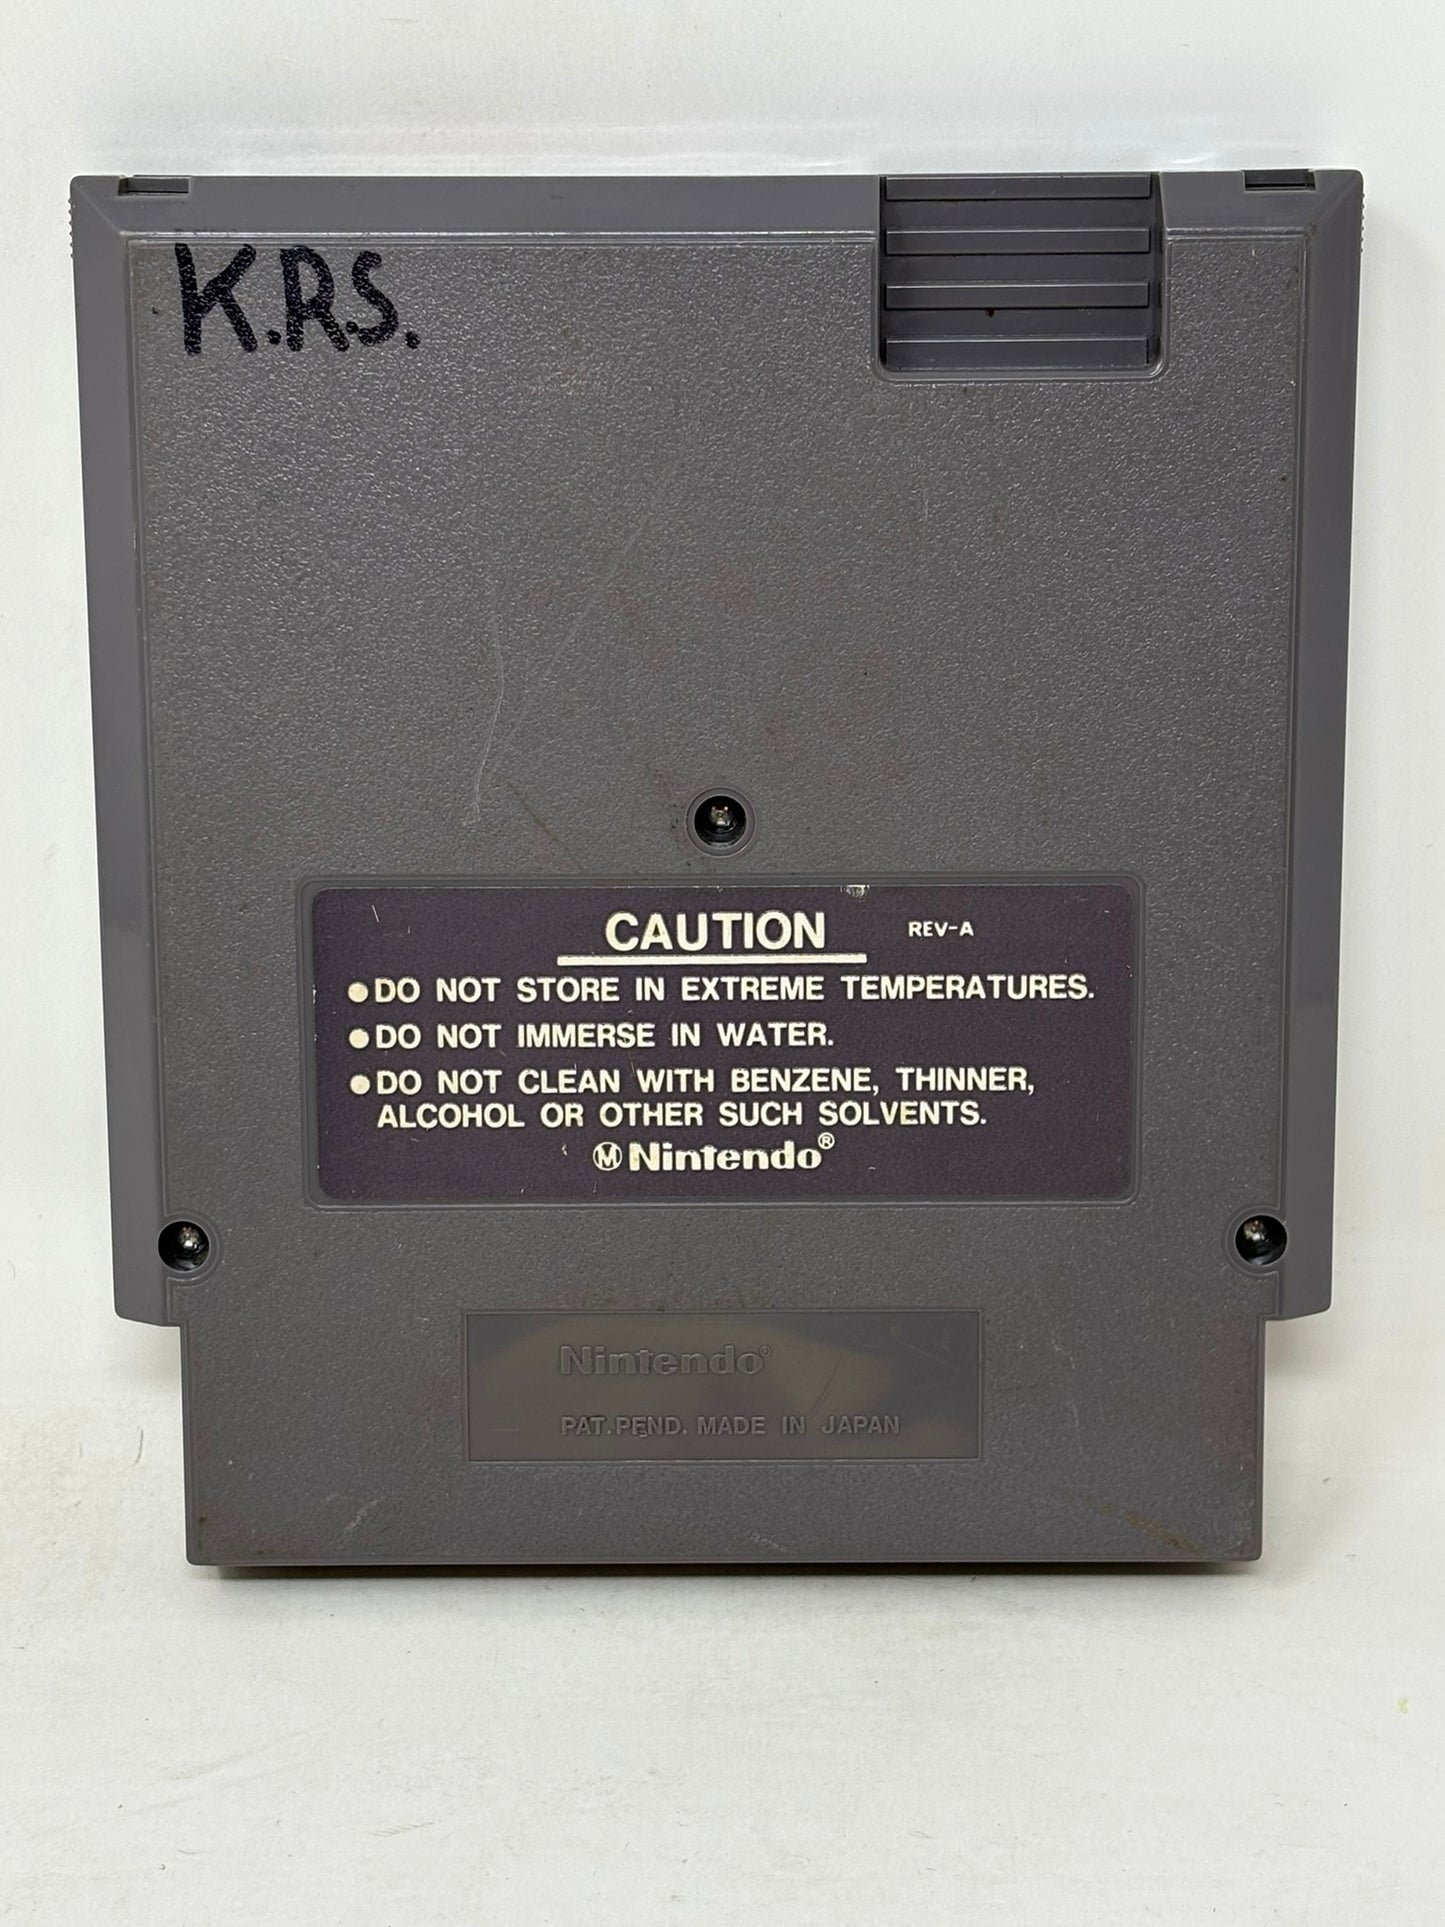 K.R.S.
CAUTION REV-A
●DO NOT STORE IN EXTREME TEMPERATURES.
●DO NOT IMMERSE IN WATER.
●DO NOT CLEAN WITH BENZENE, THINNER,
ALCOHOL OR OTHER SUCH SOLVENTS.
Ⓜ Nintendo®
Nintendo®
PAT.PEND. MADE IN JAPAN